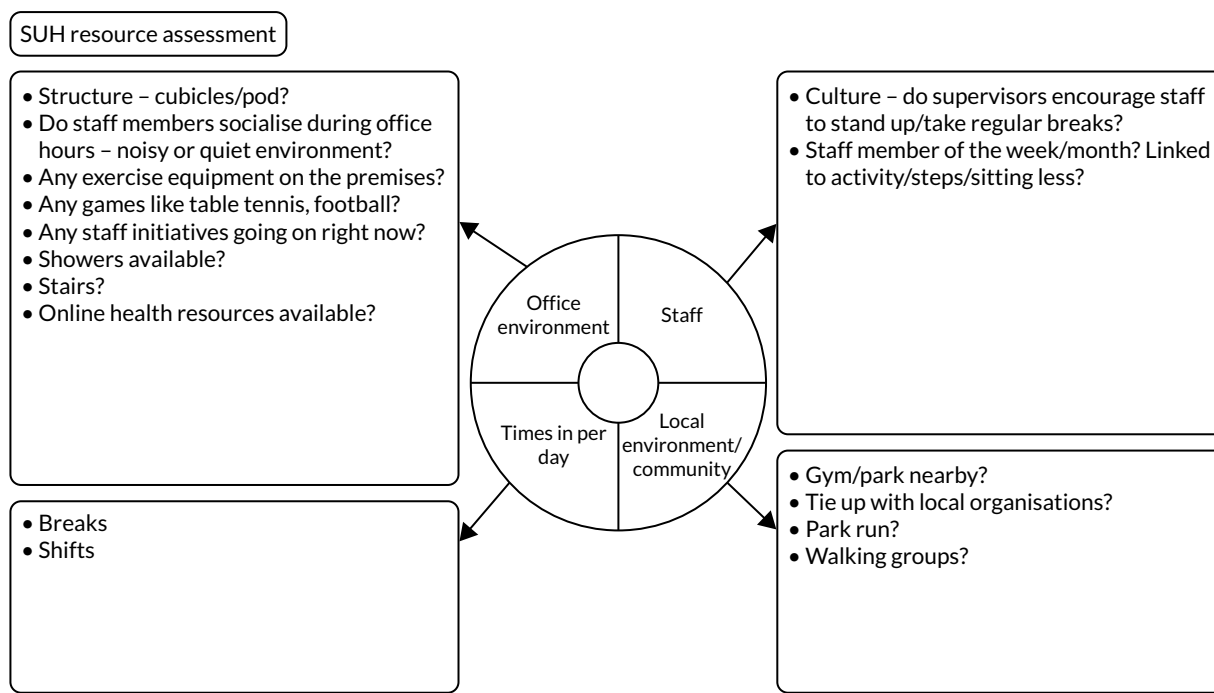 SUH resource assessment
• Structure – cubicles/pod?
• Do staff members socialise during office
hours – noisy or quiet environment?
• Any exercise equipment on the premises?
• Any games like table tennis, football?
• Any staff initiatives going on right now?
• Showers available?
• Stairs?
• Online health resources available?
• Culture – do supervisors encourage staff
to stand up/take regular breaks?
• Staff member of the week/month? Linked
to activity/steps/sitting less?
Office
environment
Staff
Times in per
day
Local
environment/
community
• Breaks
• Shifts
• Gym/park nearby?
• Tie up with local organisations?
• Park run?
• Walking groups?